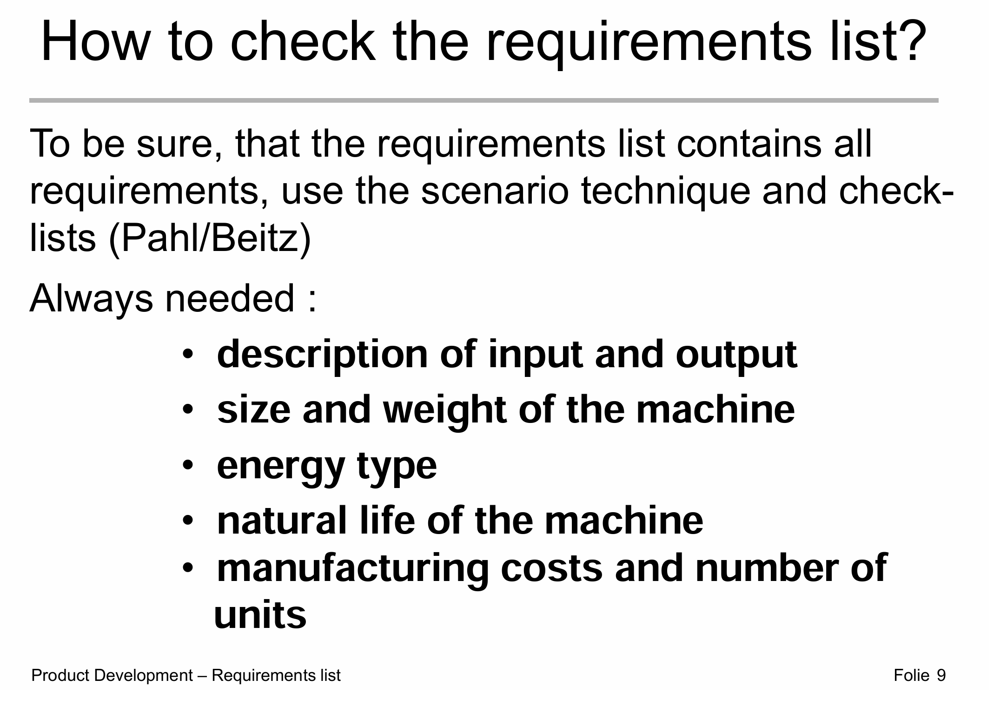 How to check the requirements list?
To be sure, that the requirements list contains all
requirements, use the scenario technique and check-
lists (Pahl/Beitz)
Always needed :
• description of input and output
• size and weight of the machine
• energy type
• natural life of the machine
• manufacturing costs and number of
units
Product Development – Requirements list
Folie 9